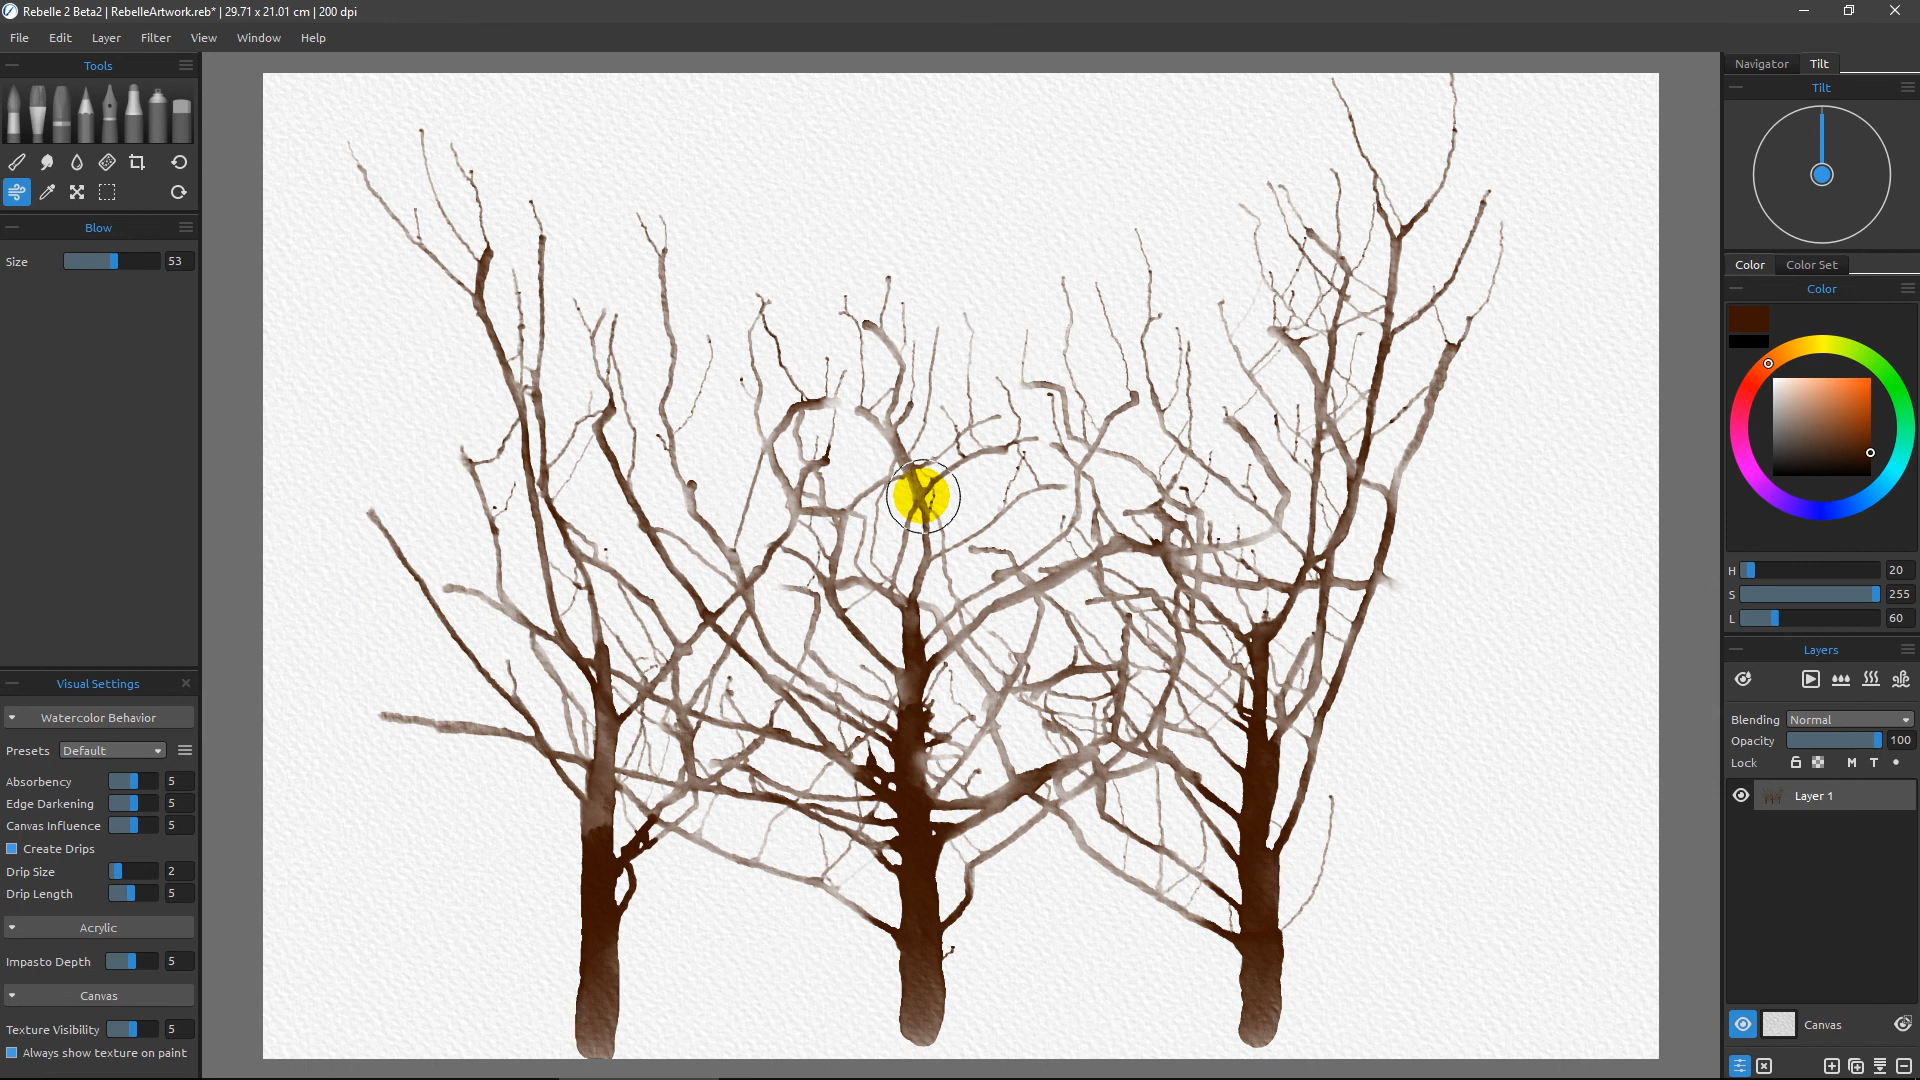 Rebelle 2 Beta2 | RebelleArtwork.reb* | 29.71 x 21.01 cm | 200 dpi
File Edit Layer Filter View Window Help
Tools
Blow
Size 53
Visual Settings
Watercolor Behavior
Presets Default
Absorbency 5
Edge Darkening 5
Canvas Influence 5
Create Drips
Drip Size 2
Drip Length 5
Acrylic
Impasto Depth 5
Canvas
Texture Visibility 5
Always show texture on paint
Navigator Tilt
Tilt
Color Color Set
Color
H 20
S 255
L 60
Layers
Blending Normal
Opacity 100
Lock M T
Layer 1
Canvas